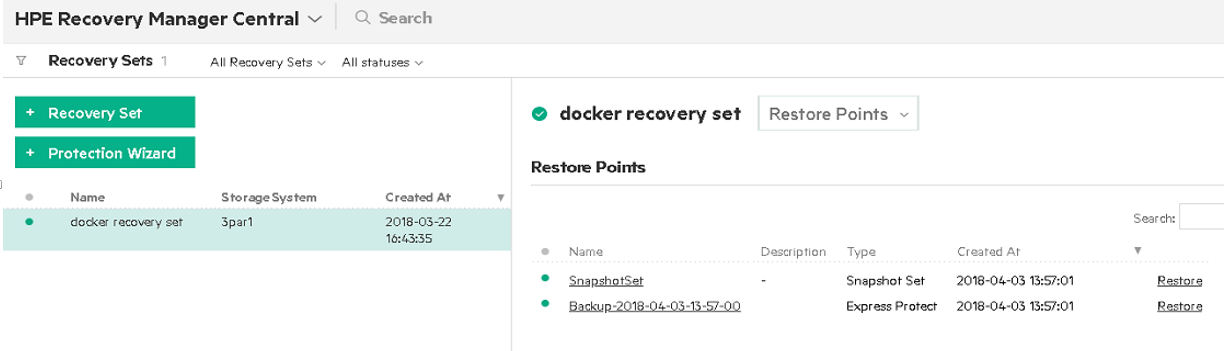 HPE Recovery Manager Central Search
Recovery Sets 1 All Recovery Sets All statuses
+ Recovery Set
+ Protection Wizard
Name StorageSystem Created At
docker recovery set 3par1 2018-03-22
16:43:35
docker recovery set Restore Points
Restore Points
Search:
Name Description Type Created At
SnapshotSet - Snapshot Set 2018-04-03 13:57:01 Restore
Backup-2018-04-03-13-57-00 Express Protect 2018-04-03 13:57:01 Restore